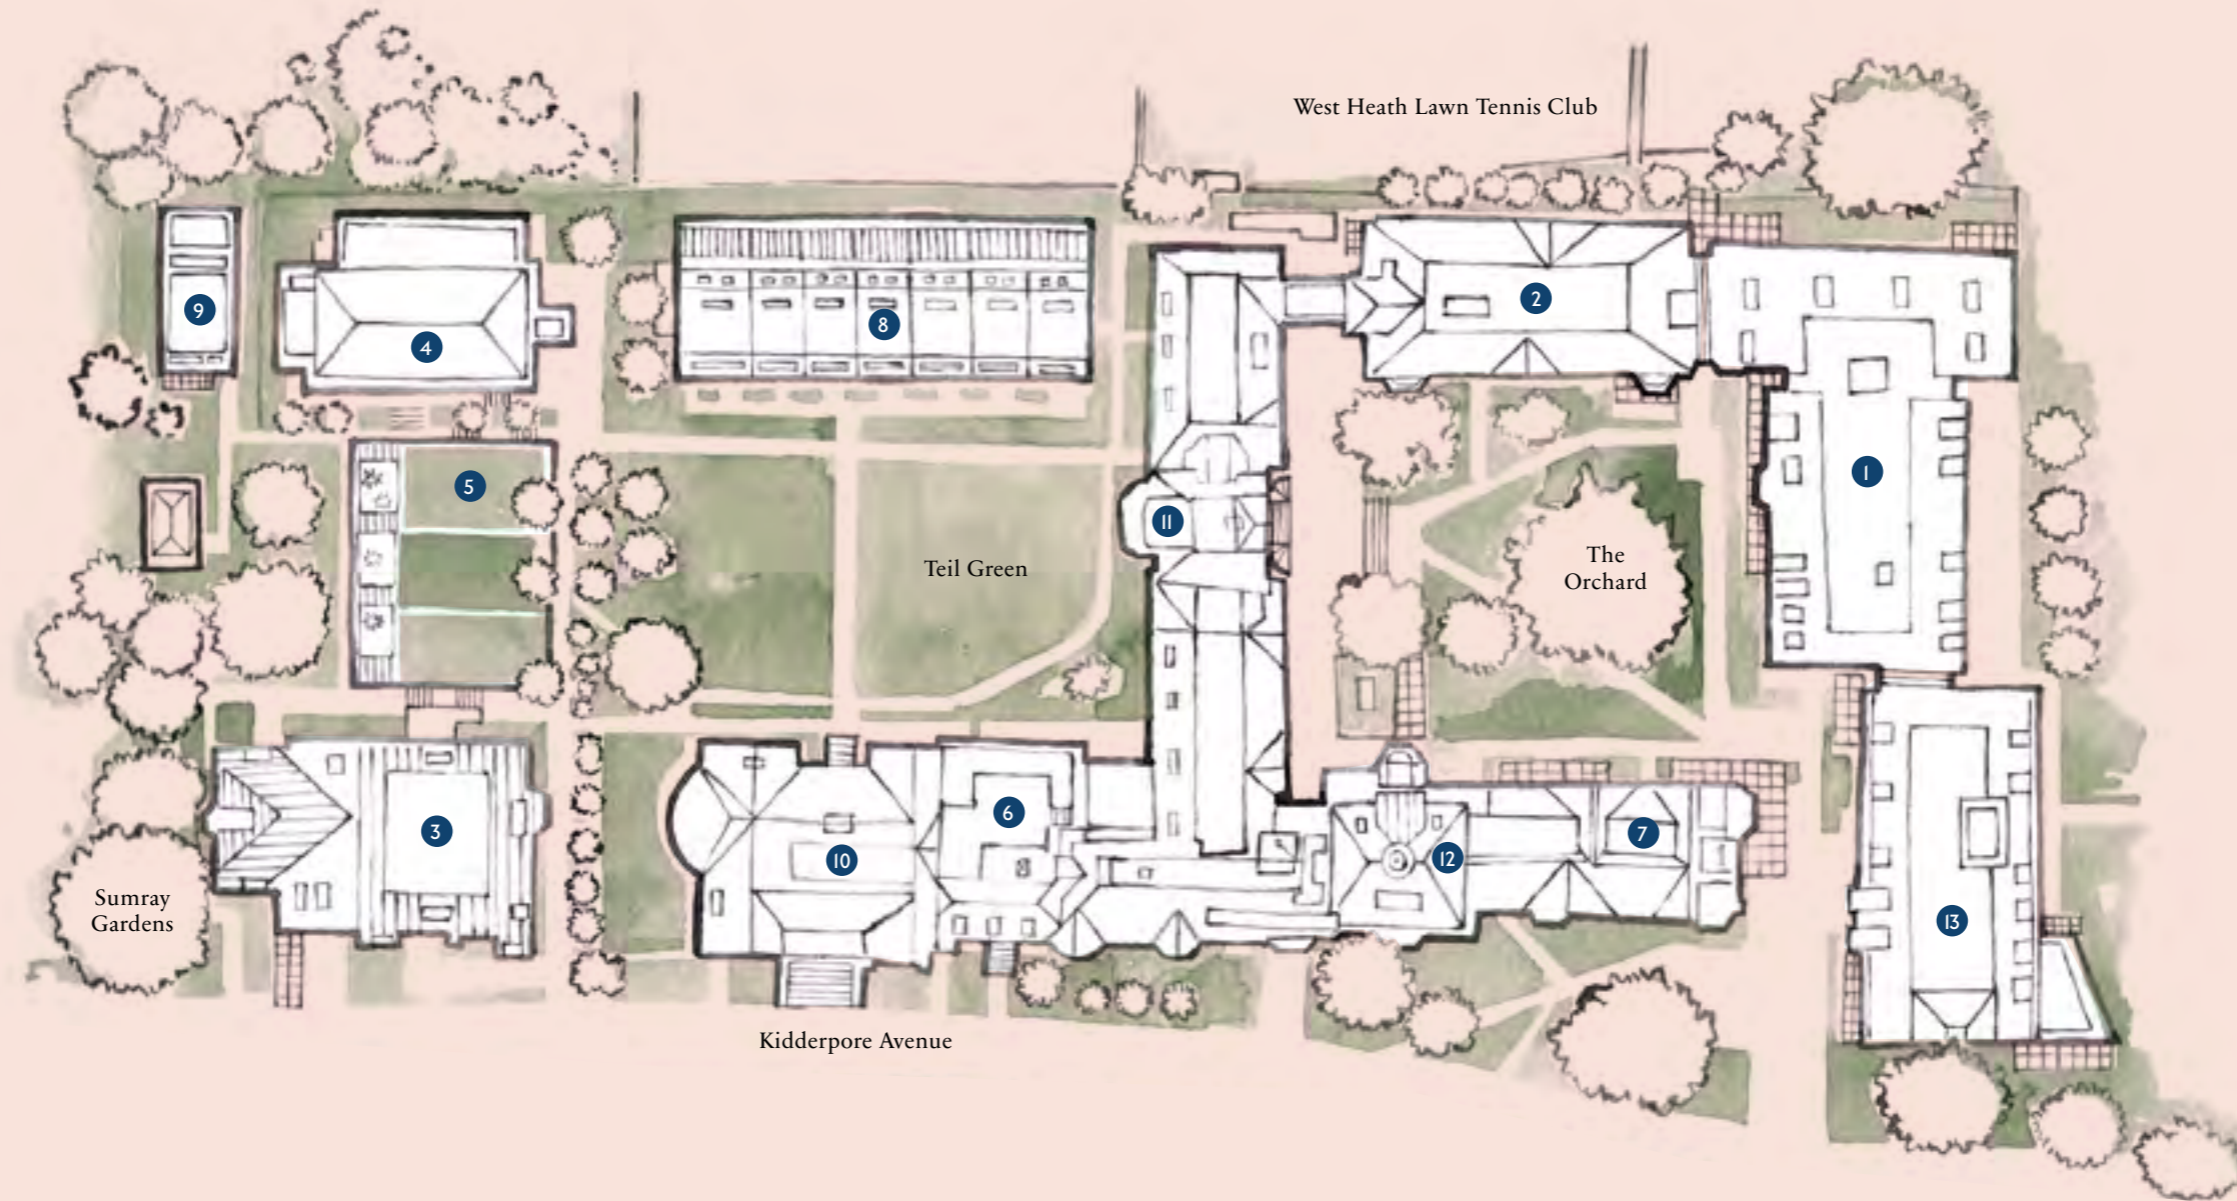 West Heath Lawn Tennis Club
2
9
8
4
1
5
11
Teil Green
The
Orchard
6
3
7
12
10
Sumray
Gardens
13
Kidderpore Avenue